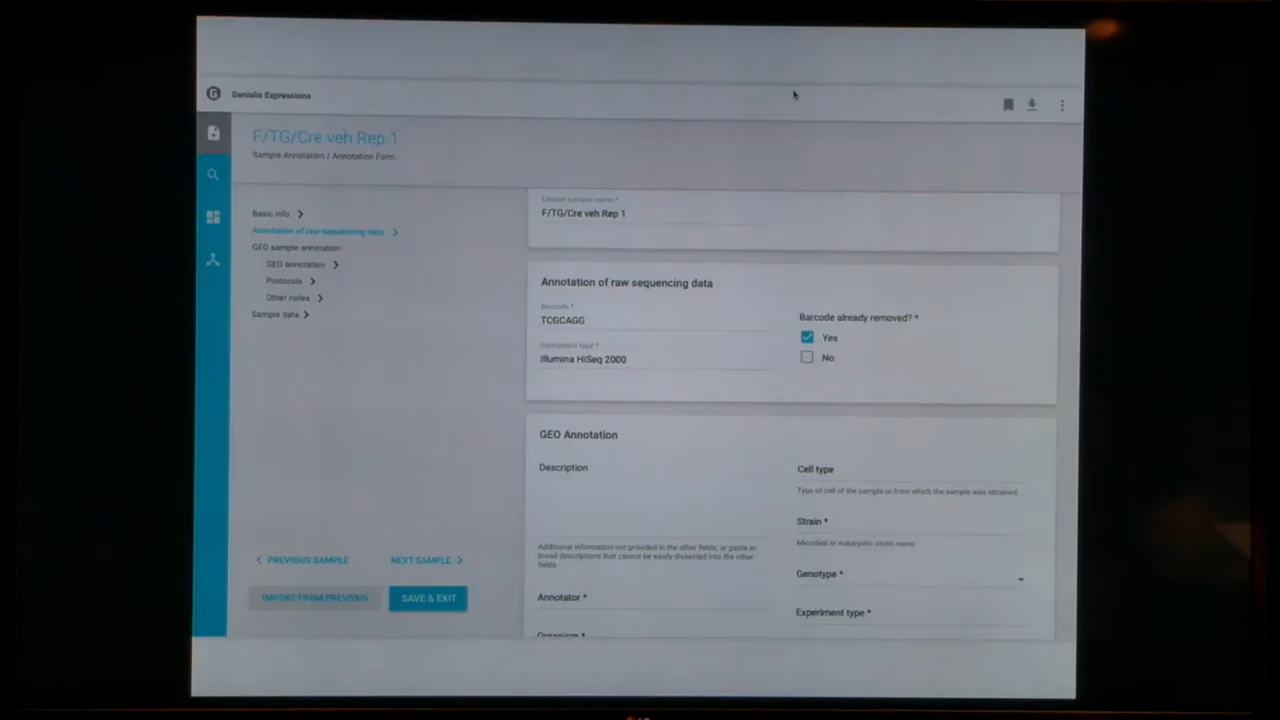 Genialis Expressions
F/TG/Cre veh Rep 1
Sample Annotation / Annotation Form
Basic info
Annotation of raw sequencing data
GEO sample annotation
GEO annotation
Protocols
Other notes
Sample data
PREVIOUS SAMPLE
NEXT SAMPLE
IMPORT FROM PREVIOUS
SAVE & EXIT
Unique sample name *
F/TG/Cre veh Rep 1
Annotation of raw sequencing data
Barcode *
TCGCAGG
Instrument type *
Illumina HiSeq 2000
Barcode already removed? *
Yes
No
GEO Annotation
Description
Additional information not provided in the other fields, or paste in
broad descriptions that cannot be easily dissected into the other
fields.
Annotator *
Organism *
Cell type
Type of cell of the sample or from which the sample was obtained.
Strain *
Microbial or eukaryotic strain name
Genotype *
Experiment type *